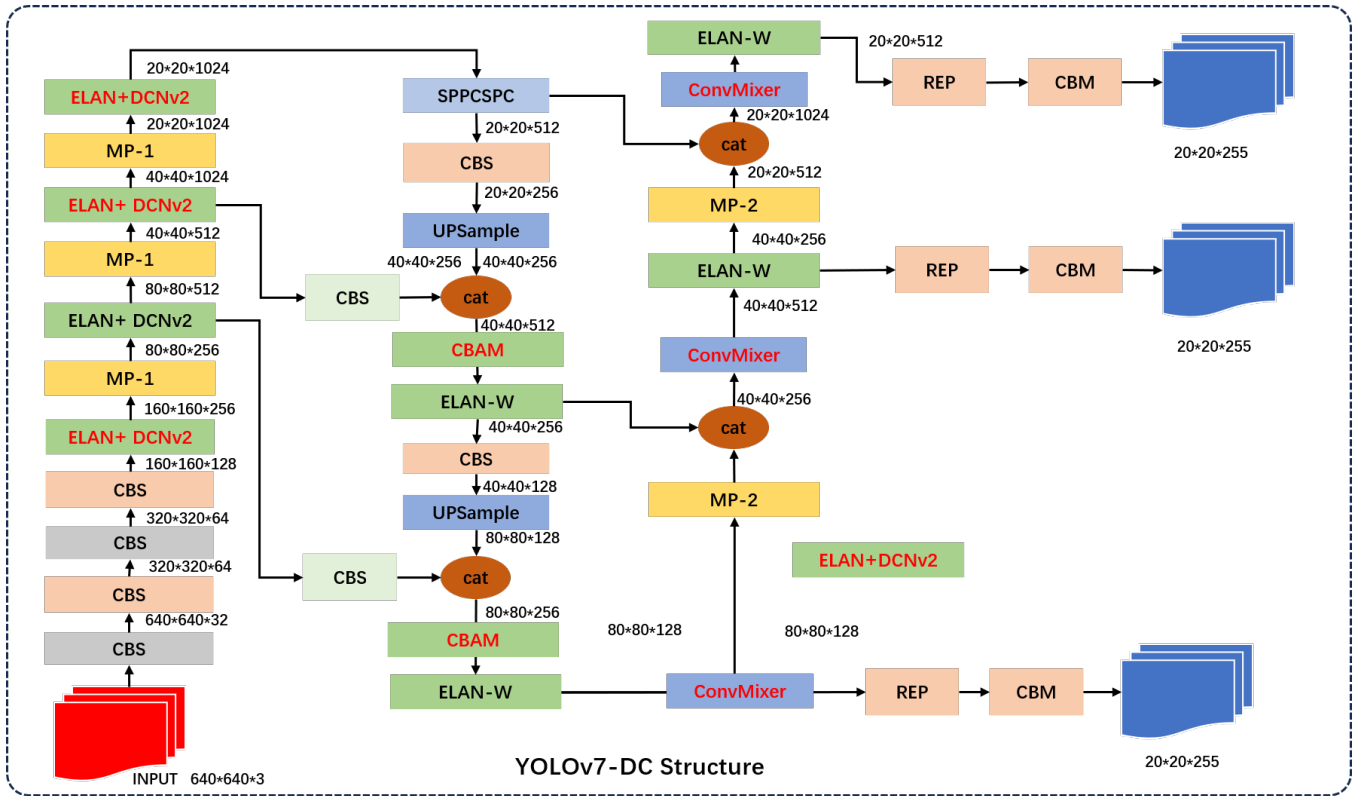 20*20*1024
ELAN+DCNv2
20*20*1024
MP-1
40*40*1024
ELAN+ DCNv2
40*40*512
MP-1
80*80*512
ELAN+ DCNv2
80*80*256
MP-1
160*160*256
ELAN+ DCNv2
160*160*128
CBS
320*320*64
CBS
320*320*64
CBS
640*640*32
CBS
INPUT 640*640*3
SPPCSPC
20*20*512
CBS
20*20*256
UPSample
40*40*256 40*40*256
CBS
cat
40*40*512
CBAM
ELAN-W
40*40*256
CBS
40*40*128
UPSample
80*80*128
CBS
cat
80*80*256
CBAM
ELAN-W
ELAN-W
20*20*512
ConvMixer
20*20*1024
cat
20*20*512
MP-2
40*40*256
ELAN-W
40*40*512
ConvMixer
40*40*256
cat
MP-2
ELAN+DCNv2
80*80*128
80*80*128
ConvMixer
REP
CBM
20*20*255
REP
CBM
20*20*255
REP
CBM
20*20*255
YOLOv7-DC Structure